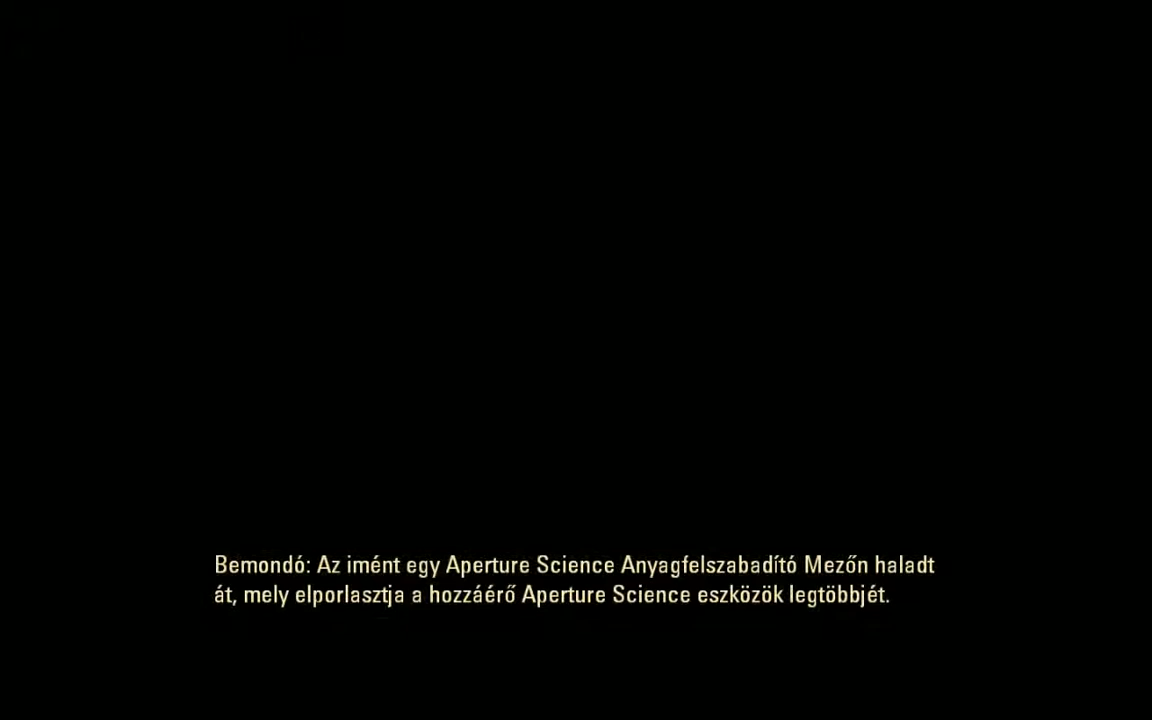 Bemondó: Az imént egy Aperture Science Anyagfelszabadító Mezőn haladt
át, mely elporlasztja a hozzáérő Aperture Science eszközök legtöbbjét.